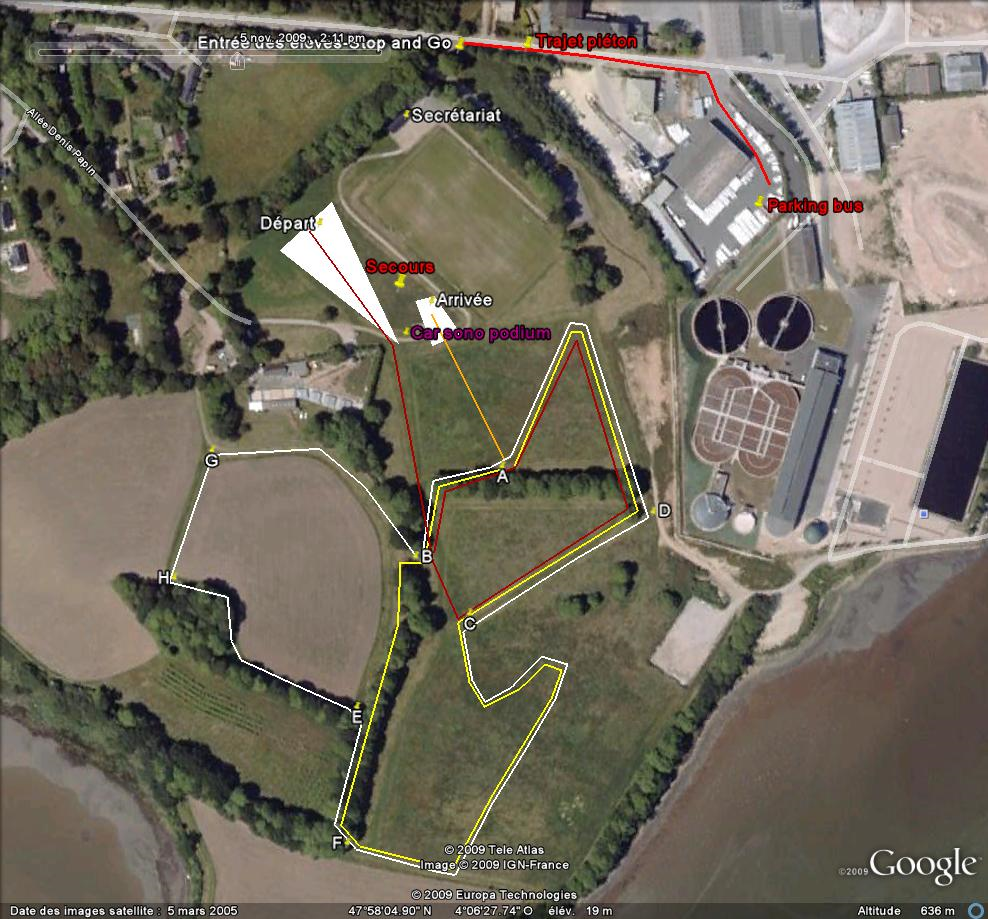 5 nov. 2009 2:11 pm
Entrée des élèves-Stop and Go
Trajet piéton
Allée Denis Papin
Secrétariat
Parking bus
Départ
Secours
Arrivée
Car sono podium
G
A
D
B
H
C
E
F
© 2009 Tele Atlas
Image © 2009 IGN-France
©2009 Google
© 2009 Europa Technologies
Date des images satellite : 5 mars 2005 47°58'04.90" N 4°06'27.74" O élév. 19 m Altitude 636 m